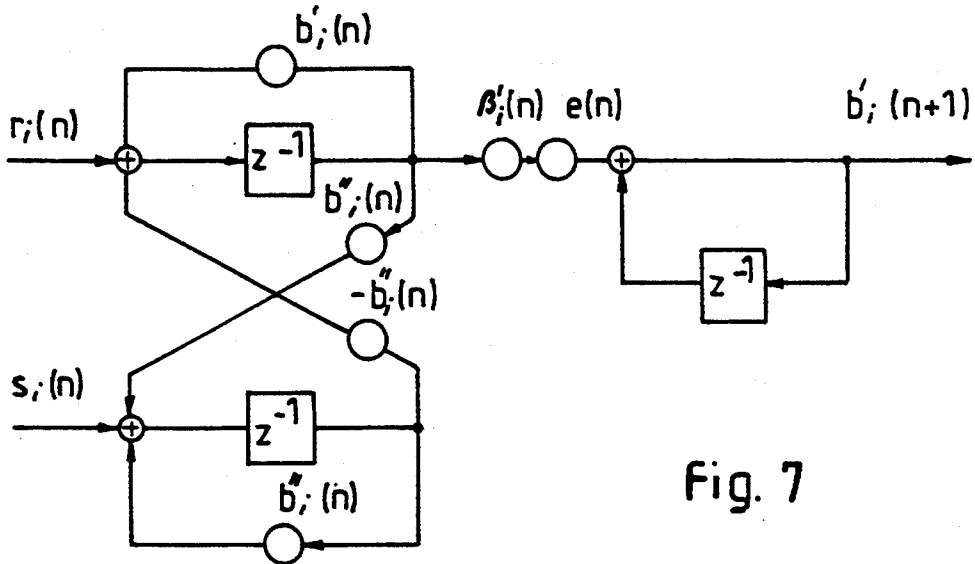 b′ᵢ(n)
rᵢ(n)
+
z⁻¹
β′ᵢ(n) e(n)
+
b′ᵢ(n+1)
b″ᵢ(n)
z⁻¹
-b″ᵢ(n)
sᵢ(n)
+
z⁻¹
b″ᵢ(n)
Fig. 7